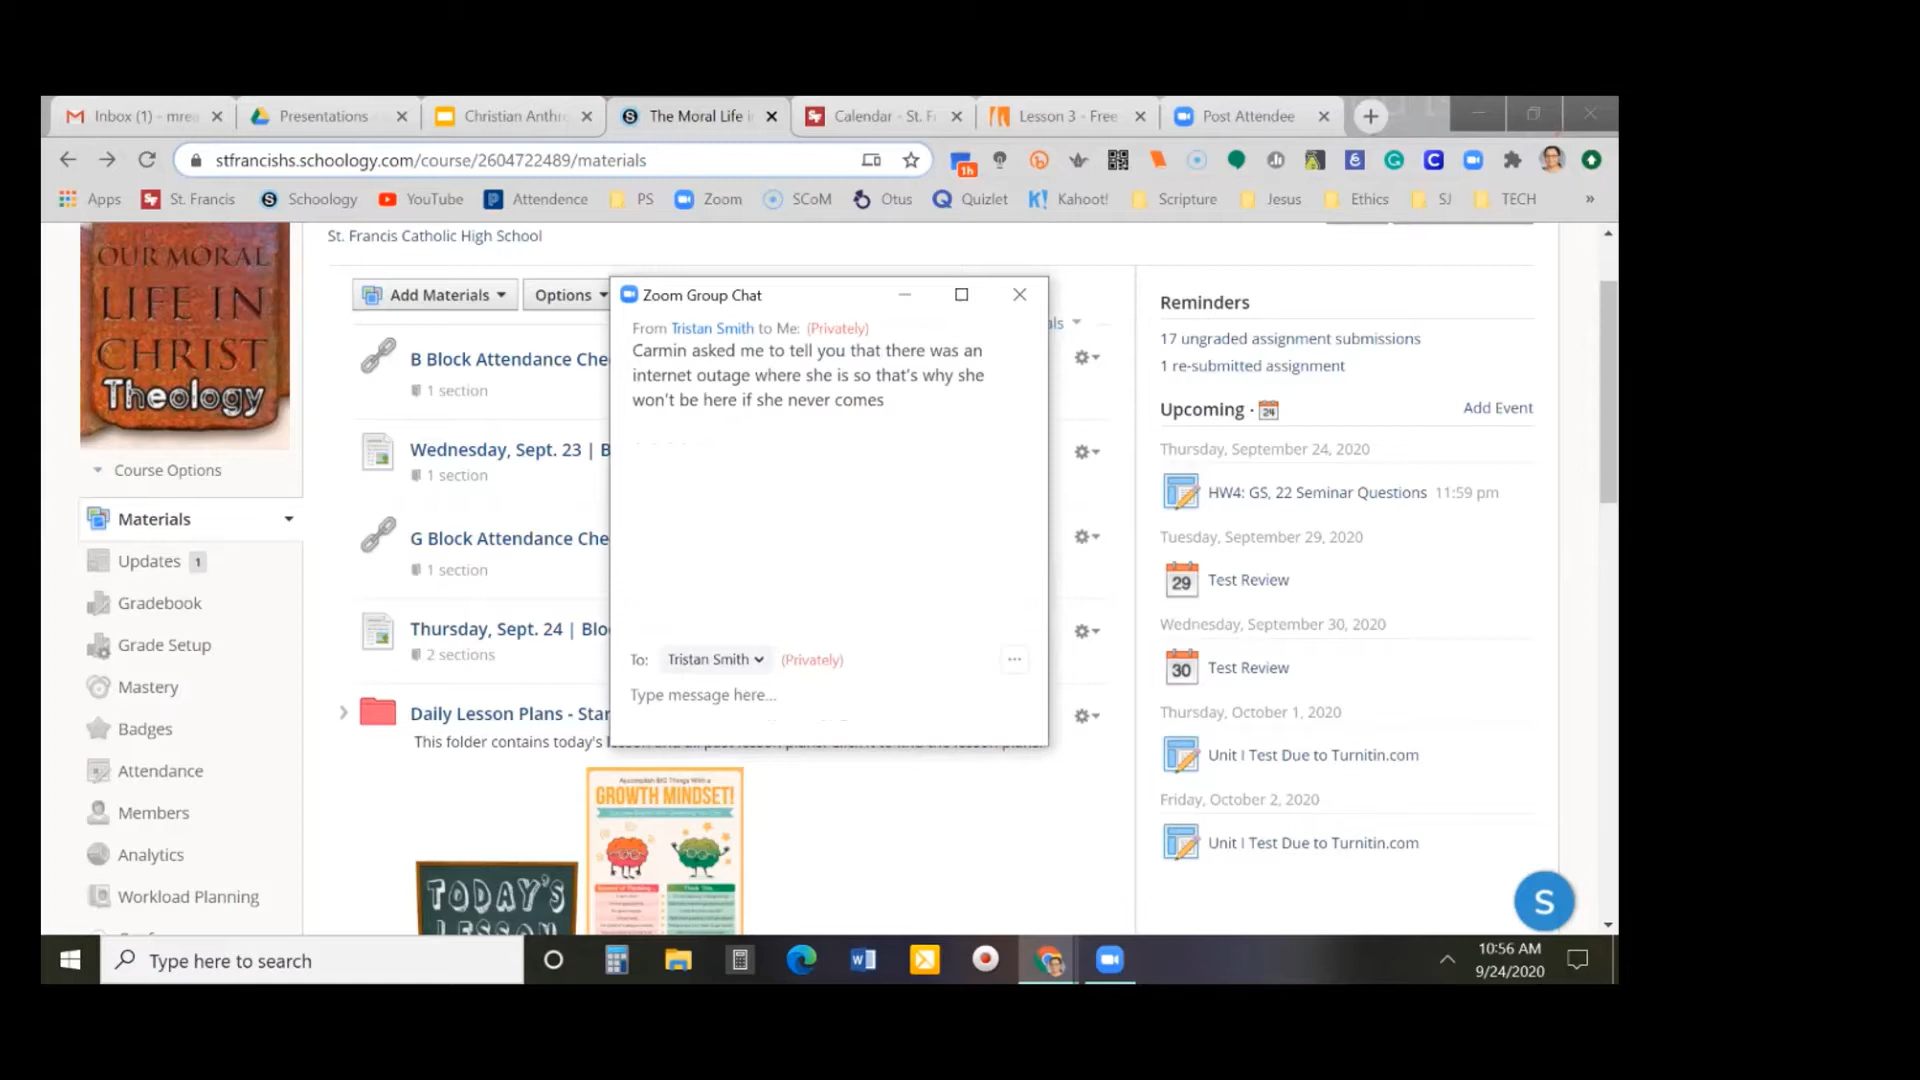 Inbox (1) - mrea
Presentations
Christian Anthro
The Moral Life i
Calendar - St. F
Lesson 3 - Free
Post Attendee
stfrancishs.schoology.com/course/2604722489/materials
1h
Apps
St. Francis
Schoology
YouTube
Attendence
PS
Zoom
SCoM
Otus
Quizlet
Kahoot!
Scripture
Jesus
Ethics
SJ
TECH
»
OUR MORAL
LIFE IN
CHRIST
Theology
Course Options
Materials
Updates 1
Gradebook
Grade Setup
Mastery
Badges
Attendance
Members
Analytics
Workload Planning
St. Francis Catholic High School
Add Materials
Options
B Block Attendance Che
1 section
Wednesday, Sept. 23 | B
1 section
G Block Attendance Che
1 section
Thursday, Sept. 24 | Blo
2 sections
Daily Lesson Plans - Star
This folder contains today's
Zoom Group Chat
From Tristan Smith to Me: (Privately)
Carmin asked me to tell you that there was an
internet outage where she is so that's why she
won't be here if she never comes
To: Tristan Smith (Privately)
Type message here...
TODAY'S
LESSON
Accomplish BIG Things With a
GROWTH MINDSET!
Reminders
17 ungraded assignment submissions
1 re-submitted assignment
Upcoming · 24 Add Event
Thursday, September 24, 2020
HW4: GS, 22 Seminar Questions 11:59 pm
Tuesday, September 29, 2020
29 Test Review
Wednesday, September 30, 2020
30 Test Review
Thursday, October 1, 2020
Unit I Test Due to Turnitin.com
Friday, October 2, 2020
Unit I Test Due to Turnitin.com
S
Type here to search
10:56 AM
9/24/2020